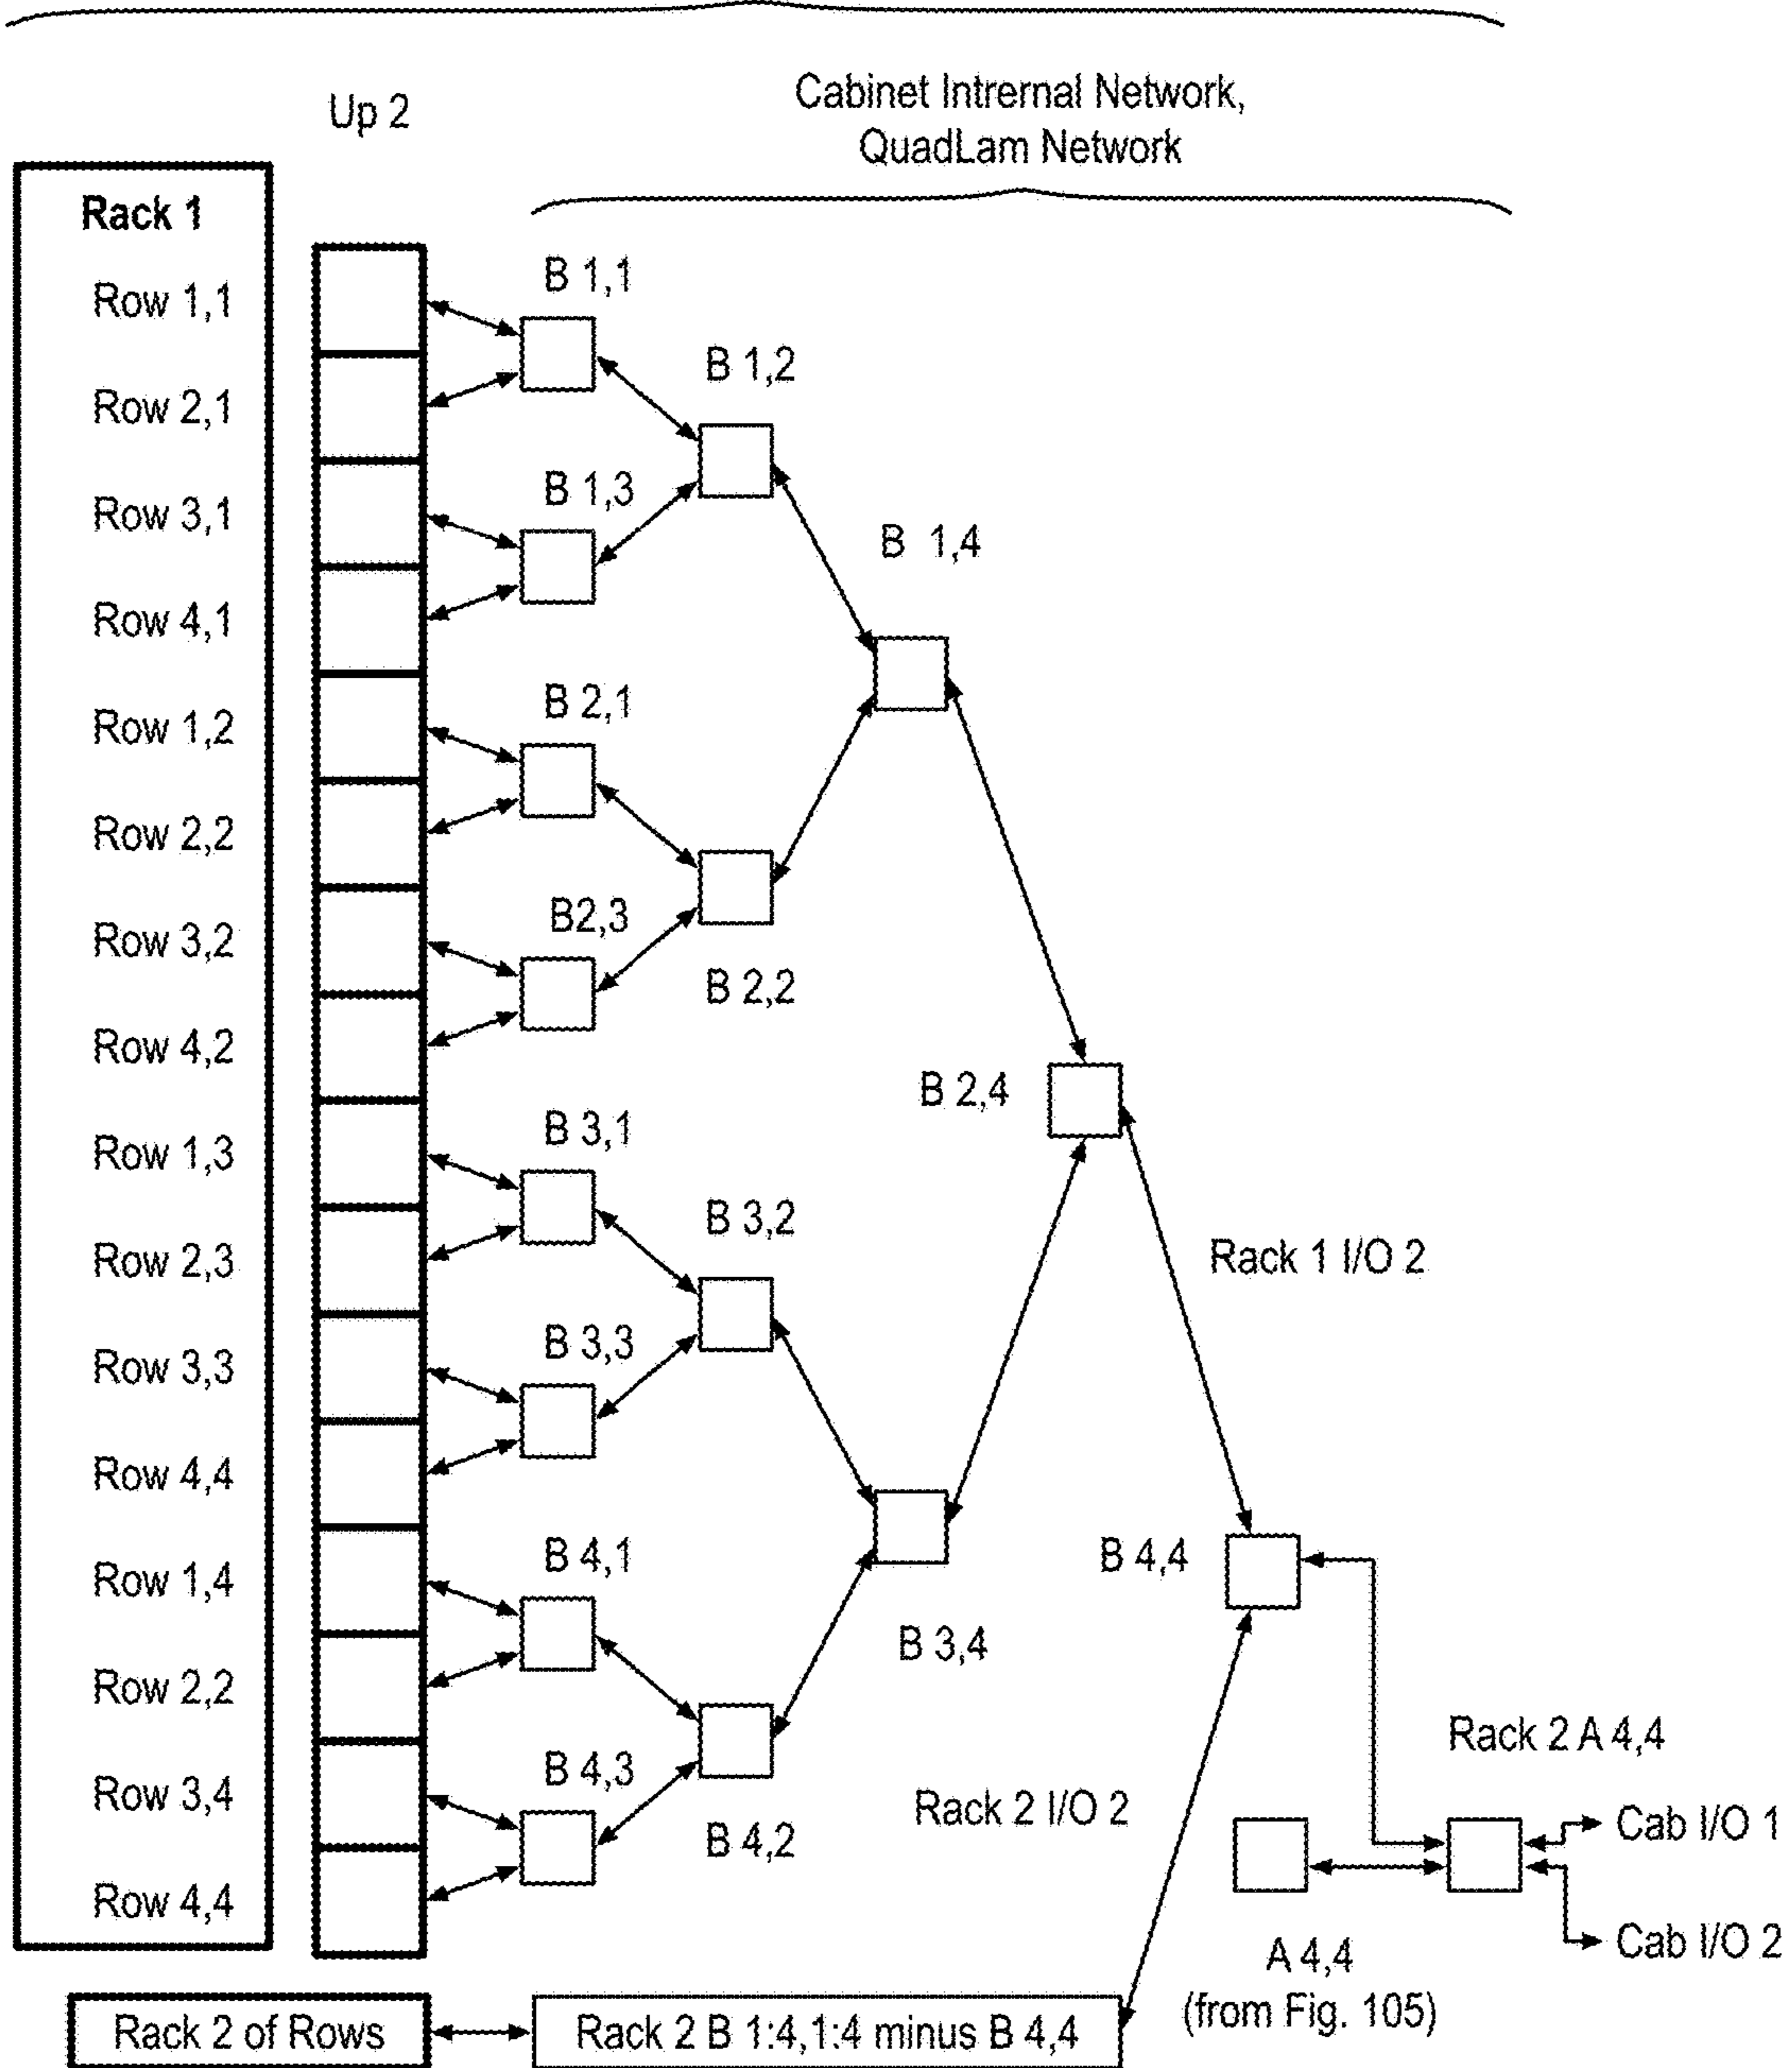 Up 2
Cabinet Intrernal Network,
QuadLam Network
Rack 1
Row 1,1
Row 2,1
Row 3,1
Row 4,1
Row 1,2
Row 2,2
Row 3,2
Row 4,2
Row 1,3
Row 2,3
Row 3,3
Row 4,4
Row 1,4
Row 2,2
Row 3,4
Row 4,4
B 1,1
B 1,2
B 1,3
B 1,4
B 2,1
B2,3
B 2,2
B 2,4
B 3,1
B 3,2
B 3,3
Rack 1 I/O 2
B 4,1
B 4,4
B 3,4
B 4,3
B 4,2
Rack 2 I/O 2
Rack 2 A 4,4
Cab I/O 1
Cab I/O 2
A 4,4
(from Fig. 105)
Rack 2 of Rows
Rack 2 B 1:4,1:4 minus B 4,4